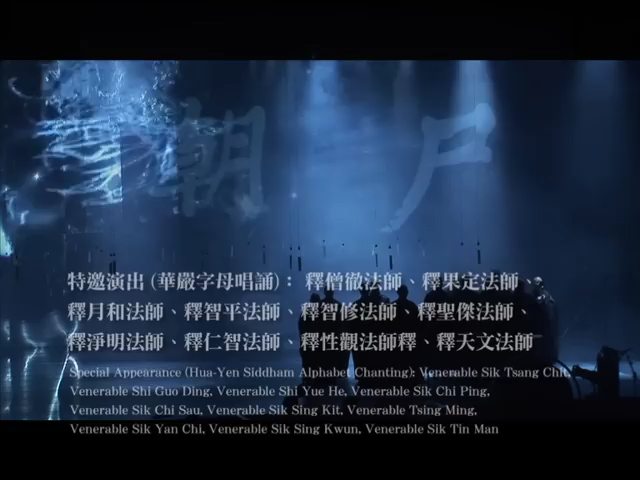 朝 尸
特邀演出 (華嚴字母唱誦)： 釋僧徹法師、釋果定法師、
釋月和法師、釋智平法師、釋智修法師、釋聖傑法師、
釋淨明法師、釋仁智法師、釋性觀法師釋、釋天文法師
Special Appearance (Hua-Yen Siddham Alphabet Chanting): Venerable Sik Tsang Chit,
Venerable Shi Guo Ding, Venerable Shi Yue He, Venerable Sik Chi Ping,
Venerable Sik Chi Sau, Venerable Sik Sing Kit, Venerable Tsing Ming,
Venerable Sik Yan Chi, Venerable Sik Sing Kwun, Venerable Sik Tin Man